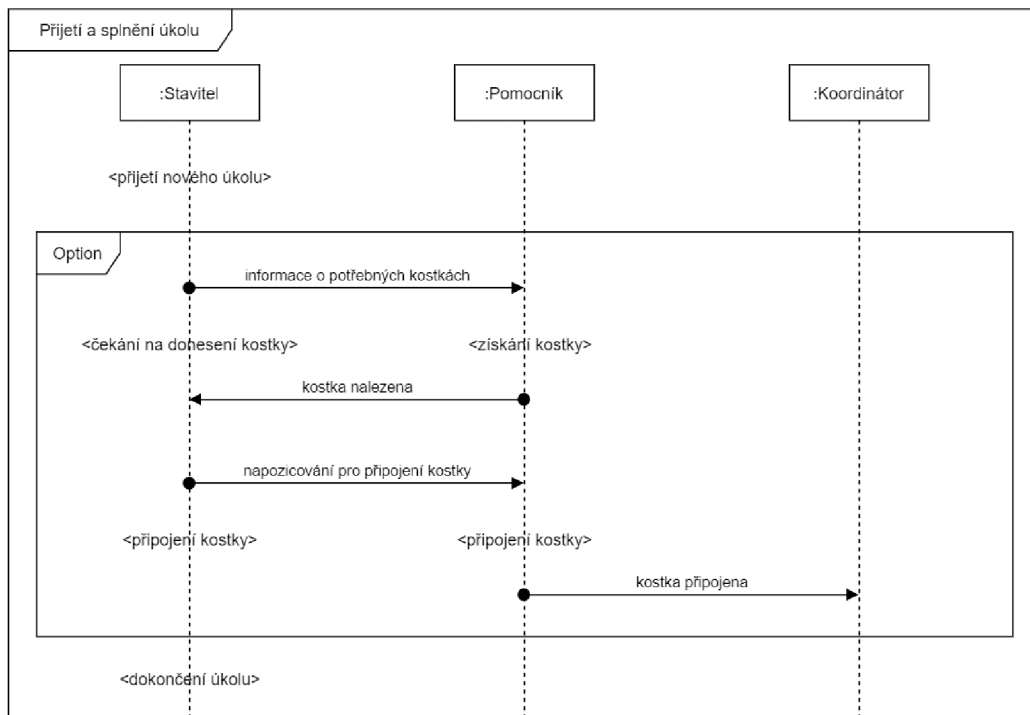 Přijetí a splnění úkolu
:Stavitel
:Pomocník
:Koordinátor
<přijetí nového úkolu>
Option
informace o potřebných kostkách
<čekání na donesení kostky>
<získání kostky>
kostka nalezena
napozicování pro připojení kostky
<připojení kostky>
<připojení kostky>
kostka připojena
<dokončení úkolu>